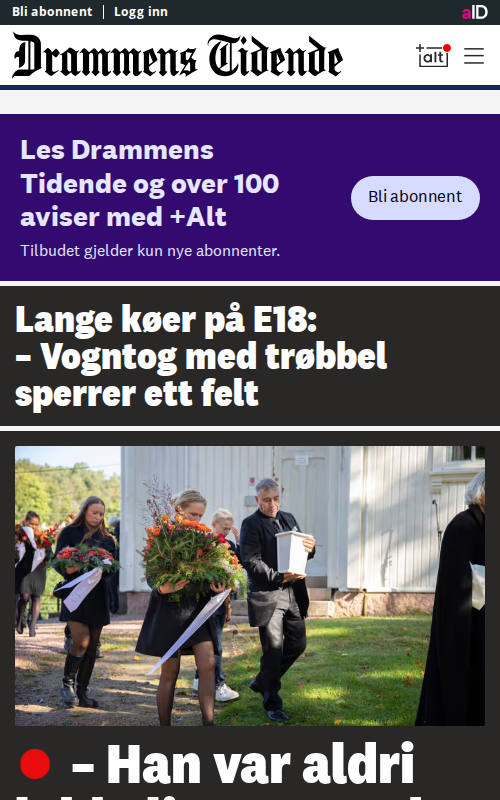 Bli abonnent | Logg inn
aID
Drammens Tidende
+alt
Les Drammens
Tidende og over 100
aviser med +Alt
Bli abonnent
Tilbudet gjelder kun nye abonnenter.
Lange køer på E18:
– Vogntog med trøbbel
sperrer ett felt
– Han var aldri